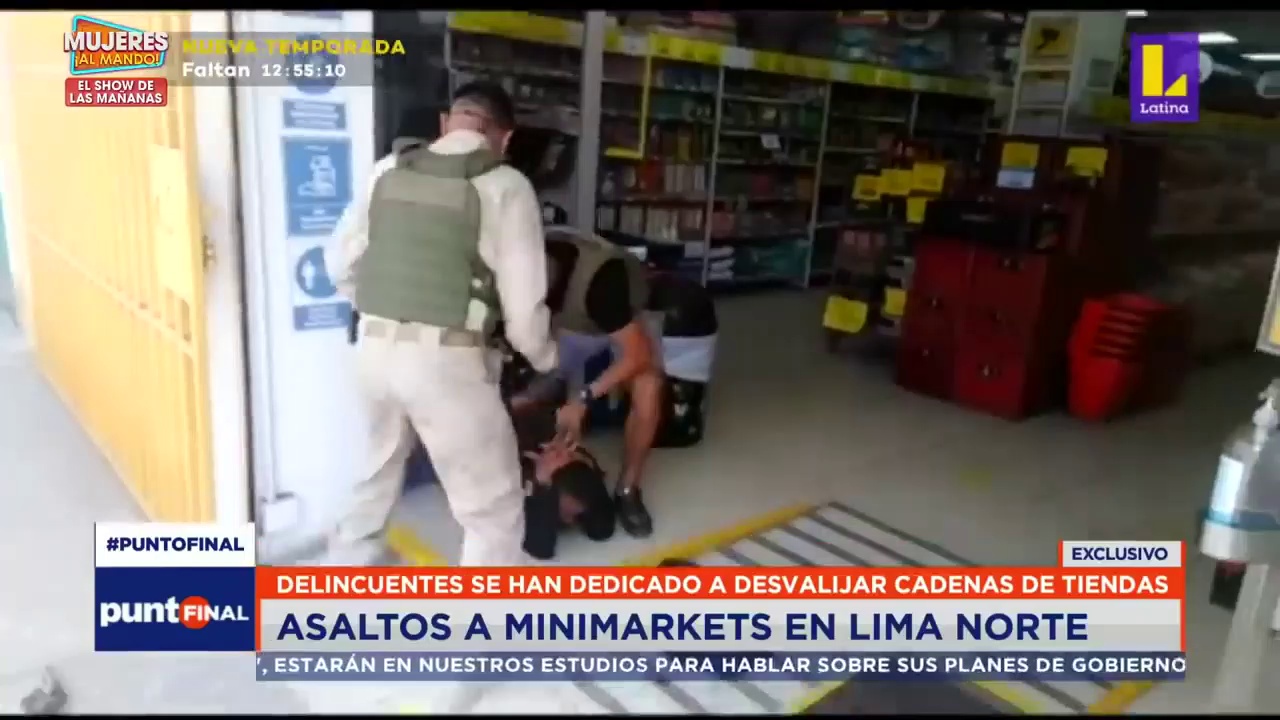 MUJERES
¡AL MANDO!
EL SHOW DE
LAS MAÑANAS
NUEVA TEMPORADA
Faltan 12:55:10
Latina
#PUNTOFINAL
punto FINAL
EXCLUSIVO
DELINCUENTES SE HAN DEDICADO A DESVALIJAR CADENAS DE TIENDAS
ASALTOS A MINIMARKETS EN LIMA NORTE
, ESTARÁN EN NUESTROS ESTUDIOS PARA HABLAR SOBRE SUS PLANES DE GOBIERNO